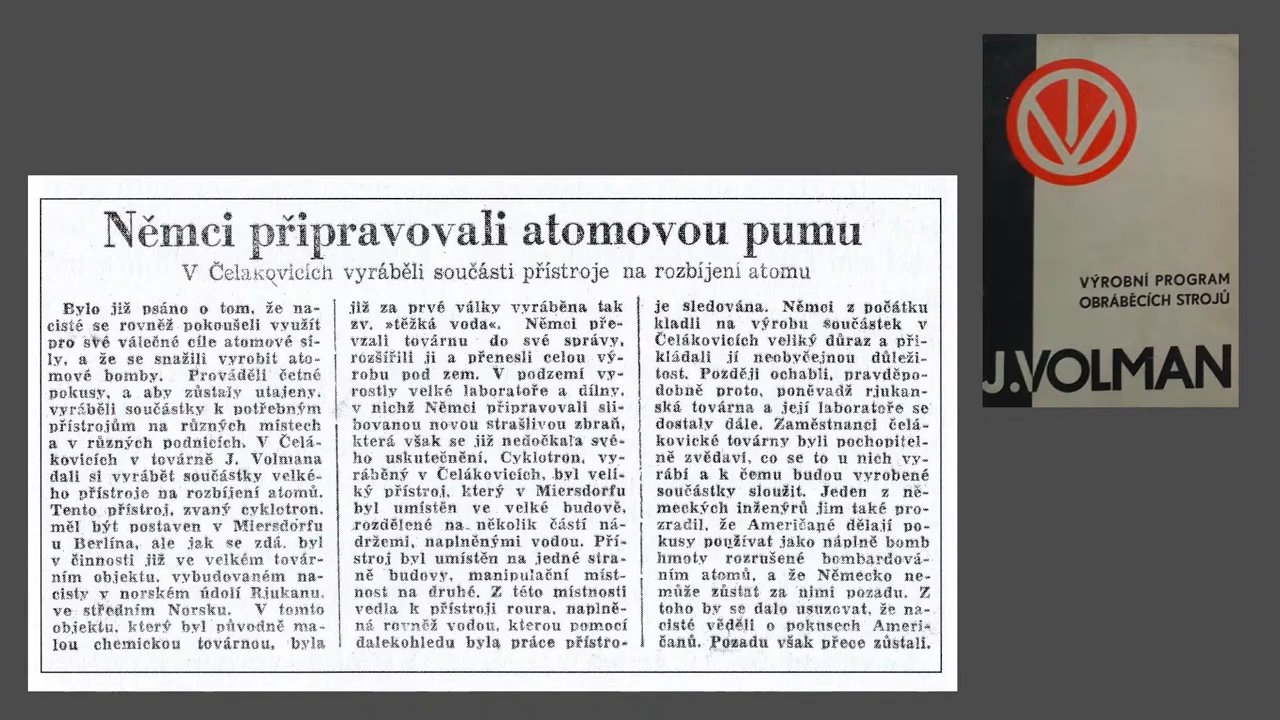 Němci připravovali atomovou pumu
V Čelákovicích vyráběli součásti přístroje na rozbíjení atomu
Bylo již psáno o tom, že na-
cisté se rovněž pokoušeli využít
pro své válečné cíle atomové sí-
ly, a že se snažili vyrobit ato-
mové bomby. Prováděli četné
pokusy, a aby zůstaly utajeny,
vyráběli součástky k potřebným
přístrojům na různých místech
a v různých podnicích. V Čelá-
kovicích v továrně J. Volmana
dali si vyrábět součástky velké-
ho přístroje na rozbíjení atomů.
Tento přístroj, zvaný cyklotron,
měl být postaven v Miersdorfu
u Berlína, ale jak se zdá, byl
v činnosti již ve velkém továr-
ním objektu, vybudovaném na-
cisty v norském údolí Rjukanu,
ve středním Norsku. V tomto
objektu, který byl původně ma-
lou chemickou továrnou, byla
již za prvé války vyráběna tak
zv. »těžká voda«. Němci pře-
vzali továrnu do své správy,
rozšířili ji a přenesli celou vý-
robu pod zem. V podzemí vy-
rostly velké laboratoře a dílny,
v nichž Němci připravovali sli-
bovanou novou strašlivou zbraň,
která však se již nedočkala své-
ho uskutečnění. Cyklotron, vy-
ráběný v Čelákovicích, byl veli-
ký přístroj, který v Miersdorfu
byl umístěn ve velké budově,
rozdělené na několik částí ná-
držemi, naplněnými vodou. Pří-
stroj byl umístěn na jedné stra-
ně budovy, manipulační míst-
nost na druhé. Z této místnosti
vedla k přístroji roura, naplně-
ná rovněž vodou, kterou pomocí
dalekohledu byla práce přístro-
je sledována. Němci z počátku
kladli na výrobu součástek v
Čelákovicích veliký důraz a při-
kládali jí neobyčejnou důleži-
tost. Později ochabli, pravděpo-
dobně proto, poněvadž rjukan-
ská továrna a její laboratoře se
dostaly dále. Zaměstnanci čelá-
kovické továrny byli pochopitel-
ně zvědavi, co se to u nich vy-
rábí a k čemu budou vyrobené
součástky sloužit. Jeden z ně-
meckých inženýrů jim také pro-
zradil, že Američané dělají po-
kusy používat jako náplně bomb
hmoty rozrušené bombardová-
ním atomů, a že Německo ne-
může zůstat za nimi pozadu. Z
toho by se dalo usuzovat, že na-
cisté věděli o pokusech Ameri-
čanů. Pozadu však přece zůstali.
JV
VÝROBNÍ PROGRAM
OBRÁBĚCÍCH STROJŮ
J.VOLMAN